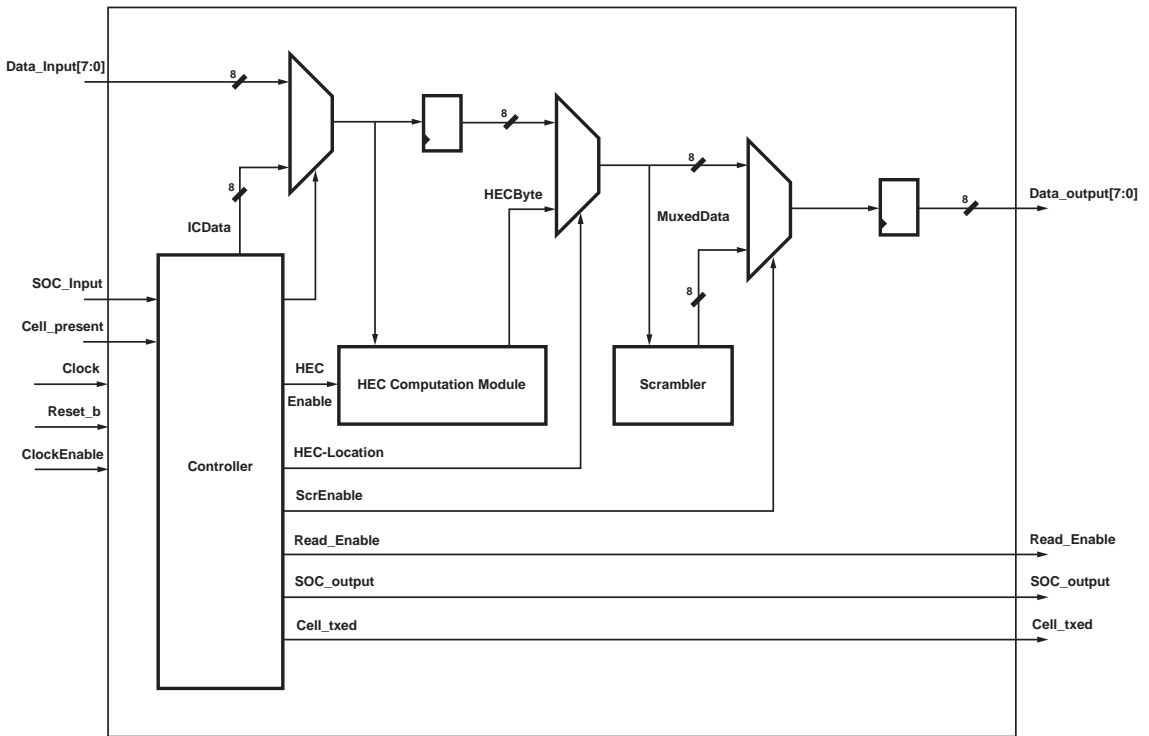 Data_Input[7:0]
8
8
8
8
8
8
ICData
HECByte
MuxedData
Data_output[7:0]
SOC_Input
Cell_present
Clock
Reset_b
ClockEnable
Controller
HEC
Enable
HEC Computation Module
Scrambler
HEC-Location
ScrEnable
Read_Enable
Read_Enable
SOC_output
SOC_output
Cell_txed
Cell_txed